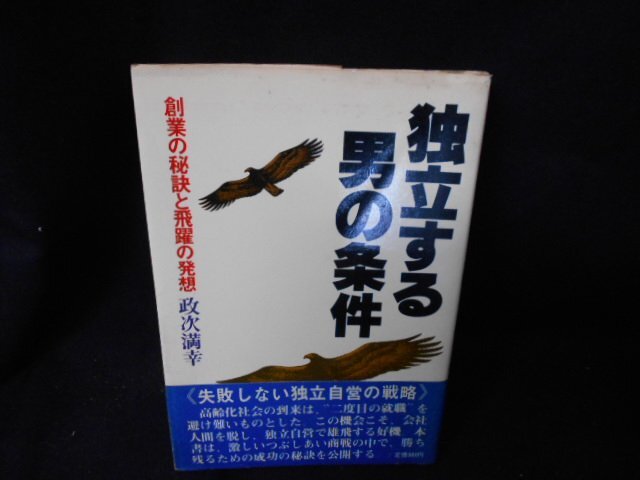 独立する
男の条件
創業の秘訣と飛躍の発想
政次満幸
《失敗しない独立自営の戦略》
高齢化社会の到来は、“二度目の就職”を
避け難いものとした。この機会こそ、会社
人間を脱し、独立自営で雄飛する好機。本
書は、激しいつぶしあい商戦の中で、勝ち
残るための成功の秘訣を公開する。